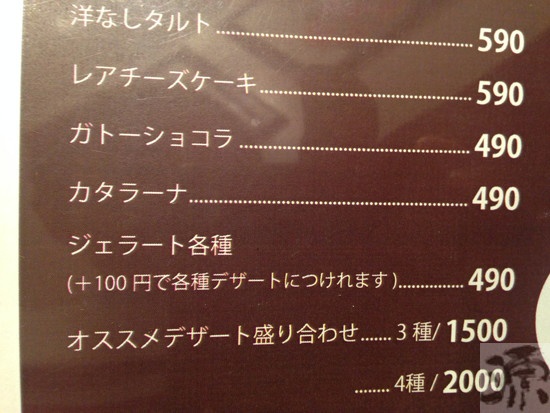 洋なしタルト........................................590
レアチーズケーキ..................................590
ガトーショコラ......................................490
カタラーナ..............................................490
ジェラート各種
(＋100 円で各種デザートにつけれます)..............490
オススメデザート盛り合わせ....... 3 種/ 1500
....... 4種 / 2000